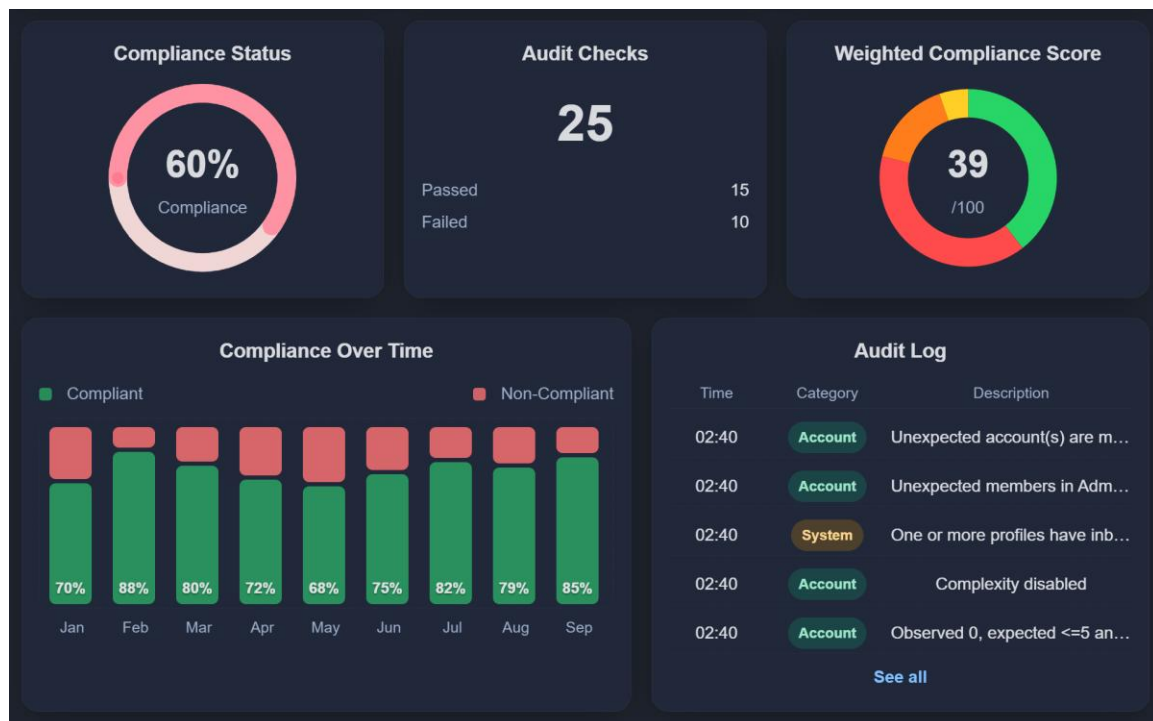 Compliance Status
60%
Compliance
Audit Checks
25
Passed 15
Failed 10
Weighted Compliance Score
39
/100
Compliance Over Time
Compliant Non-Compliant
70% 88% 80% 72% 68% 75% 82% 79% 85%
Jan Feb Mar Apr May Jun Jul Aug Sep
Audit Log
Time Category Description
02:40 Account Unexpected account(s) are m…
02:40 Account Unexpected members in Adm…
02:40 System One or more profiles have inb…
02:40 Account Complexity disabled
02:40 Account Observed 0, expected <=5 an…
See all